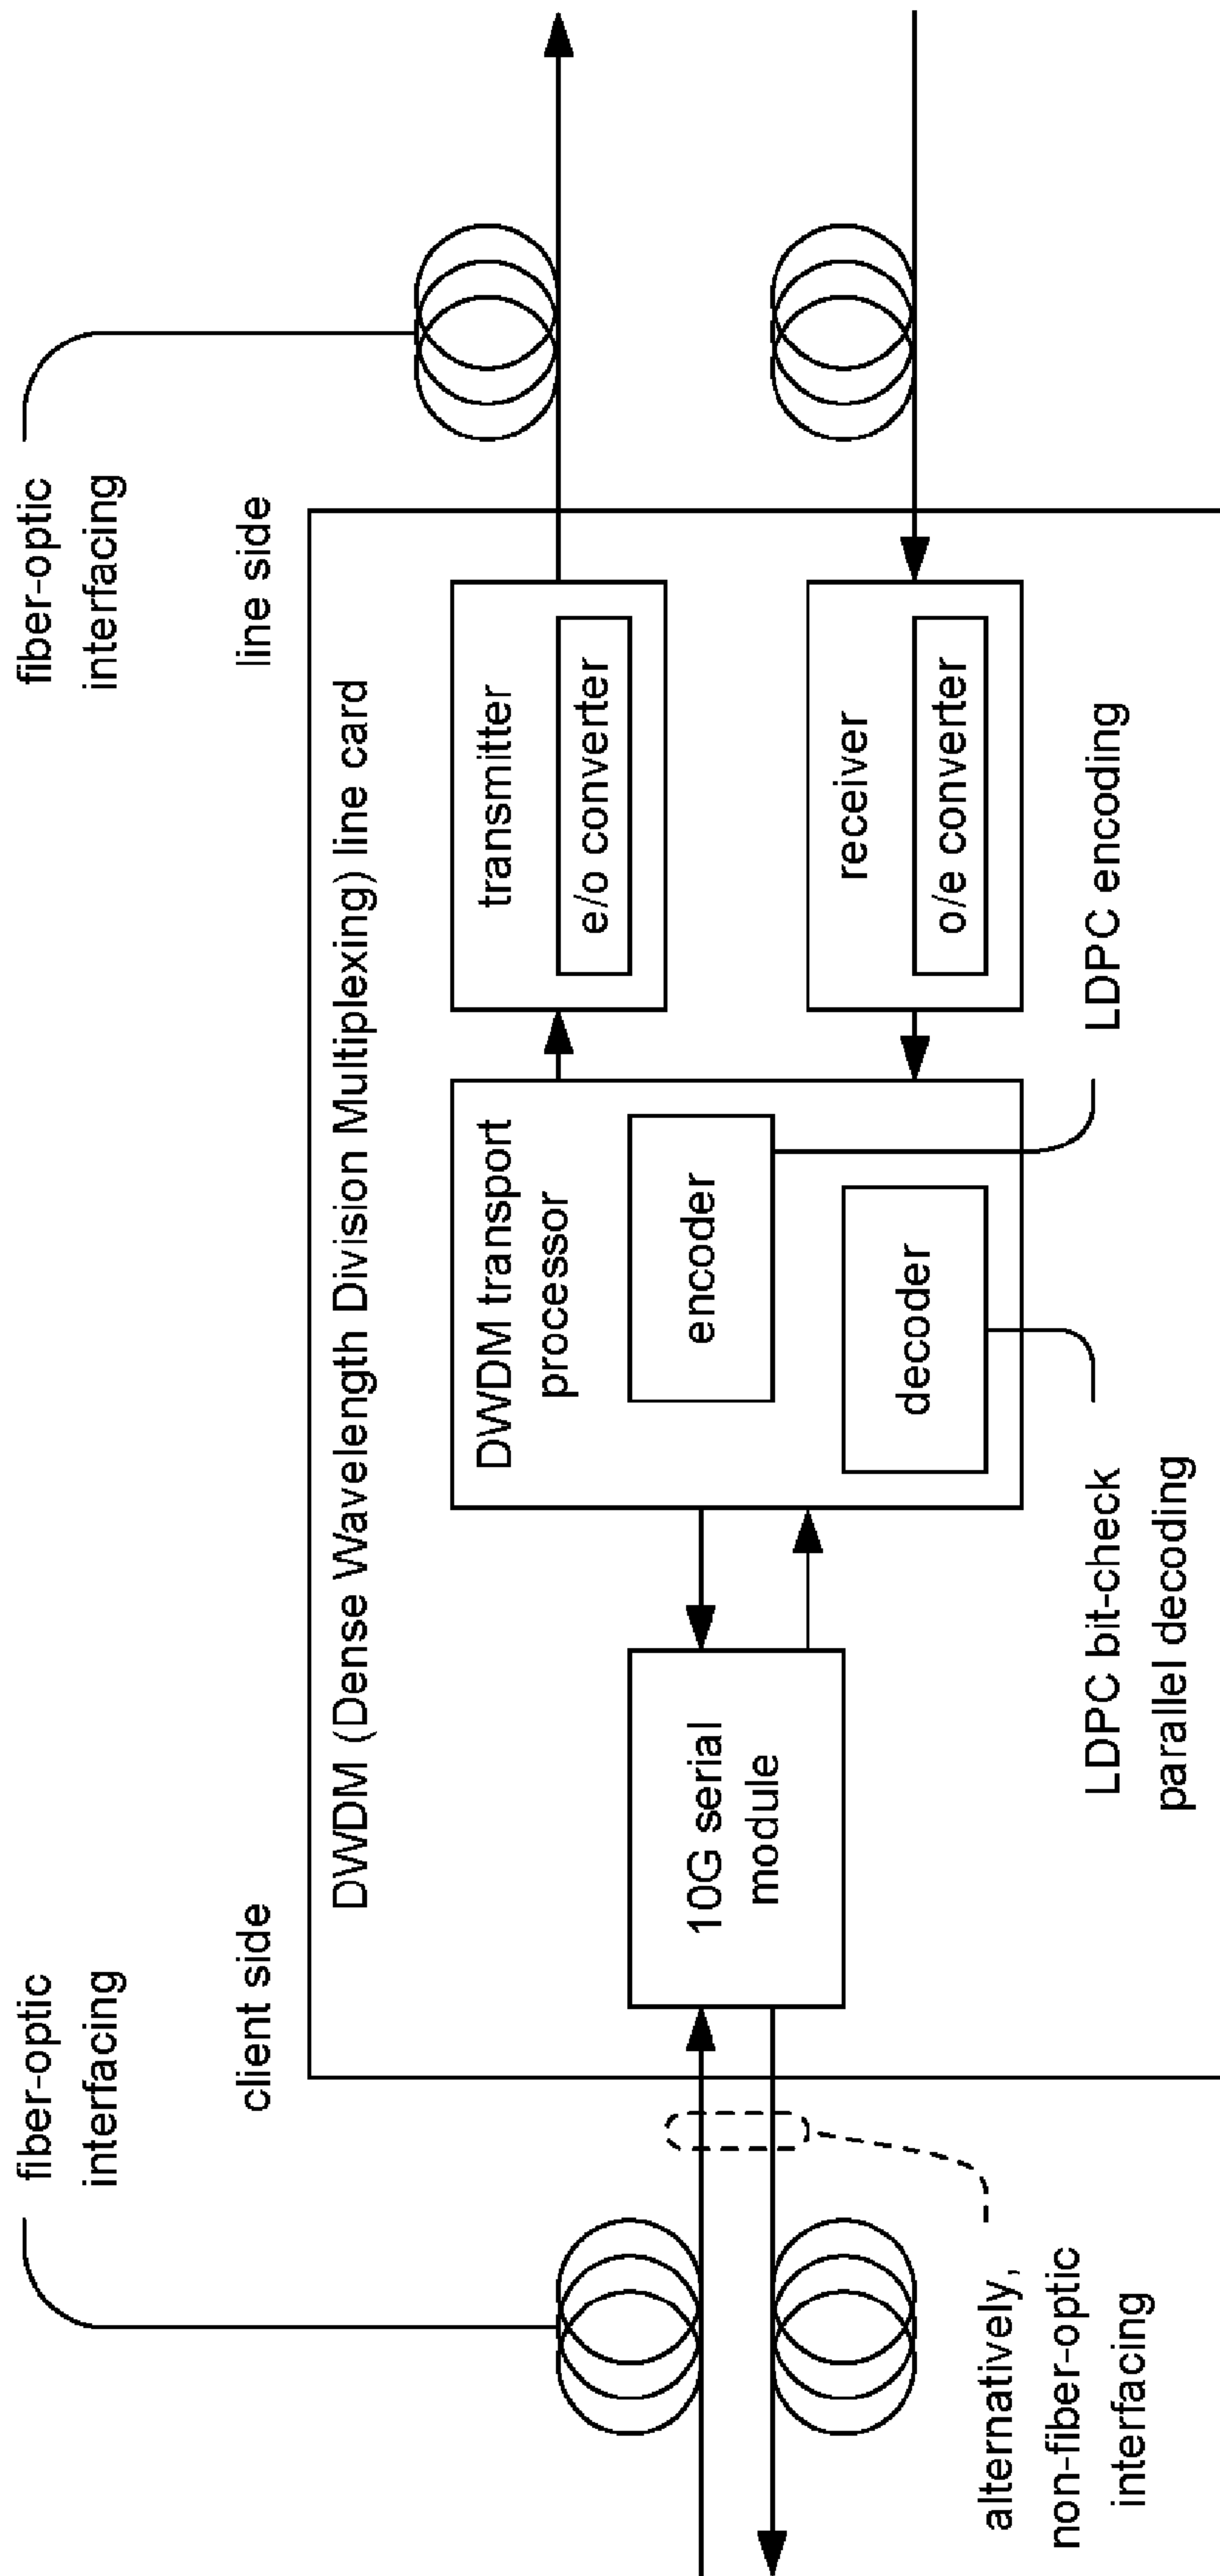 fiber-optic
interfacing
fiber-optic
interfacing
client side
line side
DWDM (Dense Wavelength Division Multiplexing) line card
10G serial
module
DWDM transport
processor
encoder
decoder
transmitter
e/o converter
receiver
o/e converter
alternatively,
non-fiber-optic
interfacing
LDPC bit-check
parallel decoding
LDPC encoding